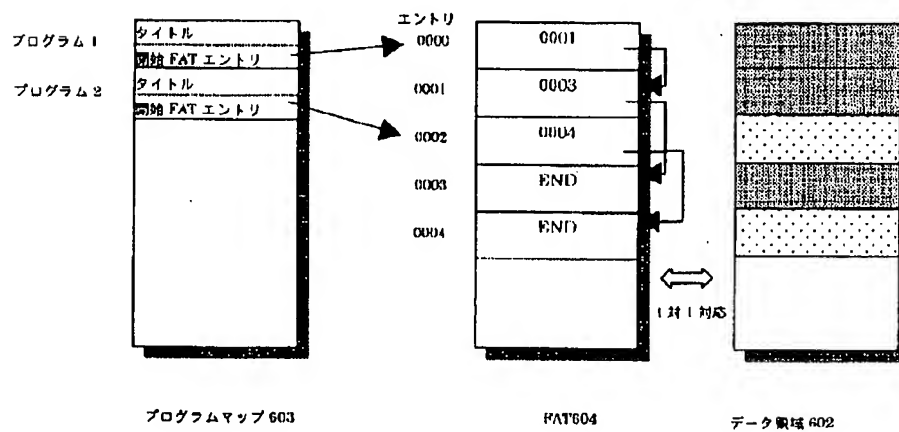 エントリ
プログラム1
タイトル
開始 FAT エントリ
プログラム2
タイトル
開始 FAT エントリ
0000
0001
0002
0003
0004
0001
0003
0004
END
END
1対1対応
プログラムマップ 603
FAT604
データ領域 602